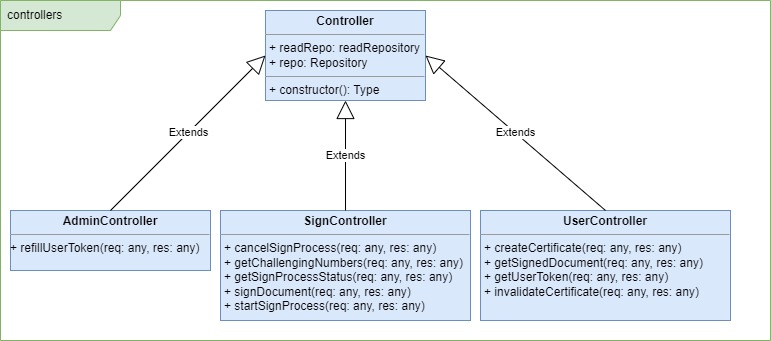 controllers
Controller
+ readRepo: readRepository
+ repo: Repository
+ constructor(): Type
Extends
Extends
Extends
AdminController
+ refillUserToken(req: any, res: any)
SignController
+ cancelSignProcess(req: any, res: any)
+ getChallengingNumbers(req: any, res: any)
+ getSignProcessStatus(req: any, res: any)
+ signDocument(req: any, res: any)
+ startSignProcess(req: any, res: any)
UserController
+ createCertificate(req: any, res: any)
+ getSignedDocument(req: any, res: any)
+ getUserToken(req: any, res: any)
+ invalidateCertificate(req: any, res: any)